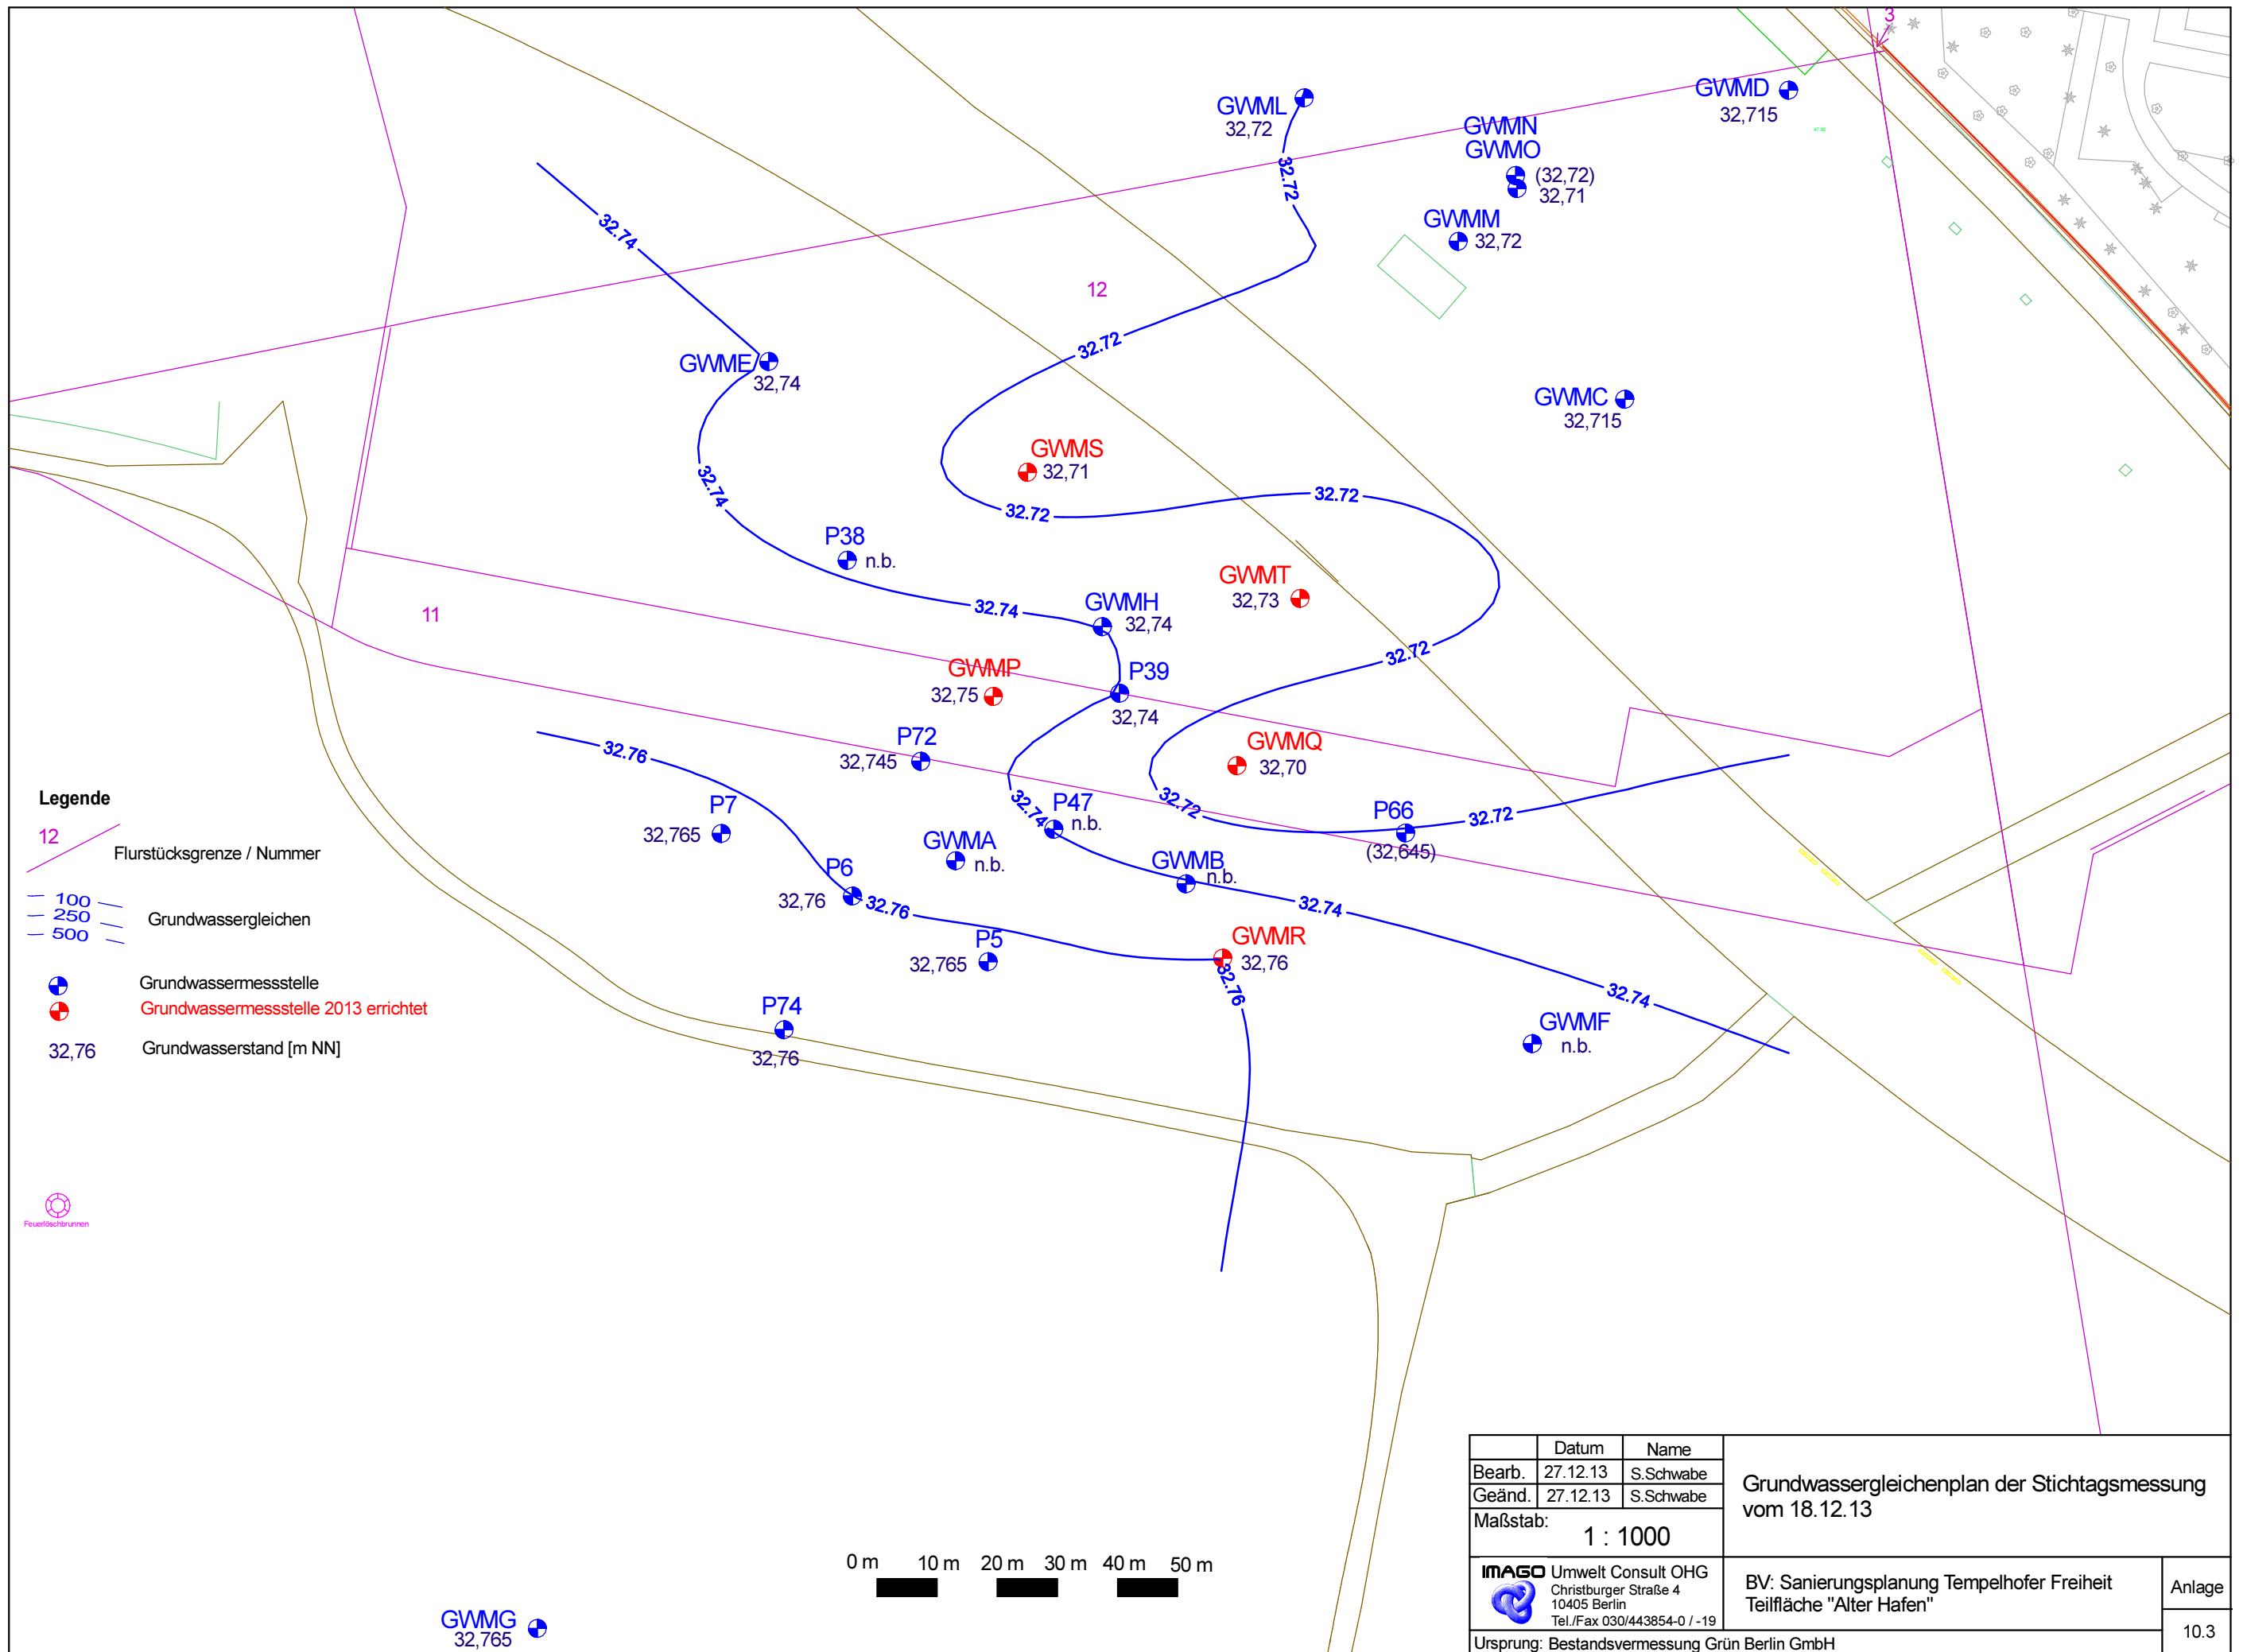 3
GWML
32,72
GWMD
32,715
GWMN
GWMO
(32,72)
32,71
47.80
32.72
GWMM
32,72
32.74
12
32.72
GWME
32,74
GWMC
32,715
GWMS
32,71
32.74
32.72
32.72
P38
n.b.
GWMT
32,73
11
32.74
GWMH
32,74
32.72
GWMP
32,75
P39
32,74
P72
32,745
32.76
GWMQ
32,70
P7
32,765
32.74
P47
n.b.
32.72
P66
(32,645)
32.72
GWMA
n.b.
GWMB
n.b.
P6
32,76
32.76
32.74
P5
32,765
GWMR
32,76
32.76
32.74
P74
32,76
GWMF
n.b.
Legende
12
Flurstücksgrenze / Nummer
100
250
500
Grundwassergleichen
Grundwassermessstelle
Grundwassermessstelle 2013 errichtet
32,76 Grundwasserstand [m NN]
Feuerlöschbrunnen
0 m 10 m 20 m 30 m 40 m 50 m
GWMG
32,765
Datum Name
Bearb. 27.12.13 S.Schwabe
Geänd. 27.12.13 S.Schwabe
Maßstab:
1 : 1000
Grundwassergleichenplan der Stichtagsmessung
vom 18.12.13
IMAGO Umwelt Consult OHG
Christburger Straße 4
10405 Berlin
Tel./Fax 030/443854-0 / -19
BV: Sanierungsplanung Tempelhofer Freiheit
Teilfläche "Alter Hafen"
Anlage
10.3
Ursprung: Bestandsvermessung Grün Berlin GmbH